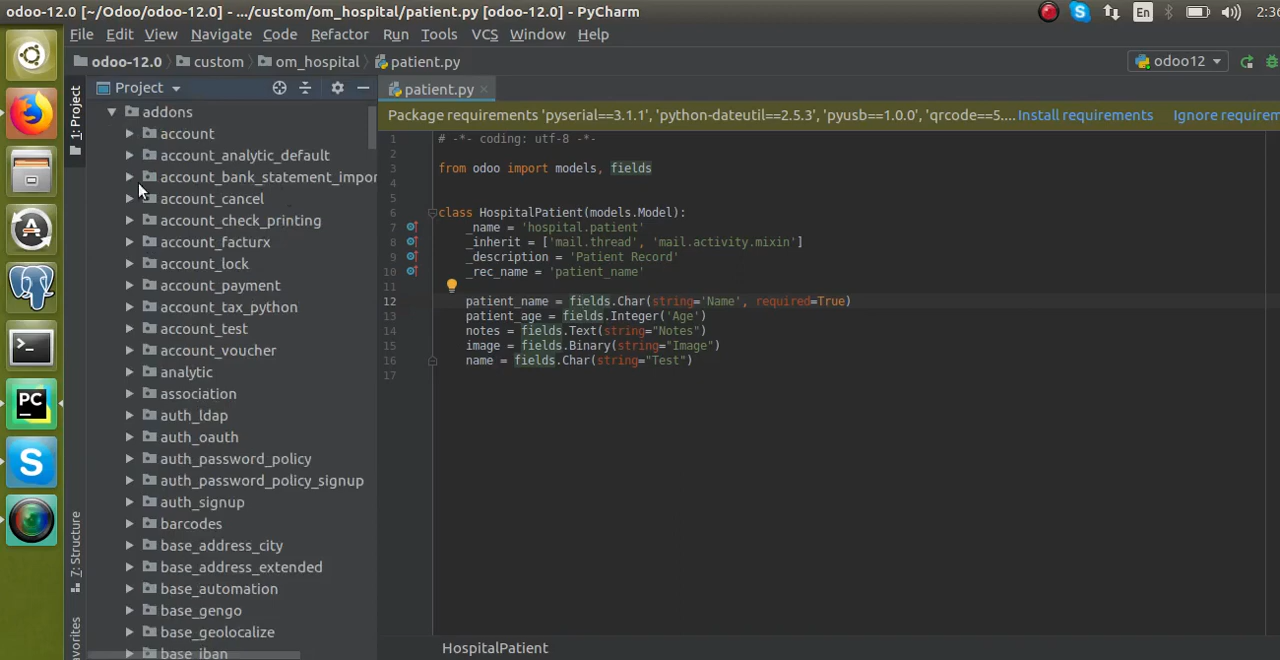 odoo-12.0 [~/Odoo/odoo-12.0] - .../custom/om_hospital/patient.py [odoo-12.0] - PyCharm
En
2:36
File Edit View Navigate Code Refactor Run Tools VCS Window Help
odoo-12.0 custom om_hospital patient.py
odoo12
Project
patient.py
1: Project
Package requirements 'pyserial==3.1.1', 'python-dateutil==2.5.3', 'pyusb==1.0.0', 'qrcode==5.... Install requirements Ignore requirem
addons
account
account_analytic_default
account_bank_statement_impor
account_cancel
account_check_printing
account_facturx
account_lock
account_payment
account_tax_python
account_test
account_voucher
analytic
association
auth_ldap
auth_oauth
auth_password_policy
auth_password_policy_signup
auth_signup
barcodes
base_address_city
base_address_extended
base_automation
base_gengo
base_geolocalize
base_iban
7: Structure
avorites
1 # -*- coding: utf-8 -*-
2
3 from odoo import models, fields
4
5
6 class HospitalPatient(models.Model):
7 _name = 'hospital.patient'
8 _inherit = ['mail.thread', 'mail.activity.mixin']
9 _description = 'Patient Record'
10 _rec_name = 'patient_name'
11
12 patient_name = fields.Char(string='Name', required=True)
13 patient_age = fields.Integer('Age')
14 notes = fields.Text(string="Notes")
15 image = fields.Binary(string="Image")
16 name = fields.Char(string="Test")
17
HospitalPatient
PC
S